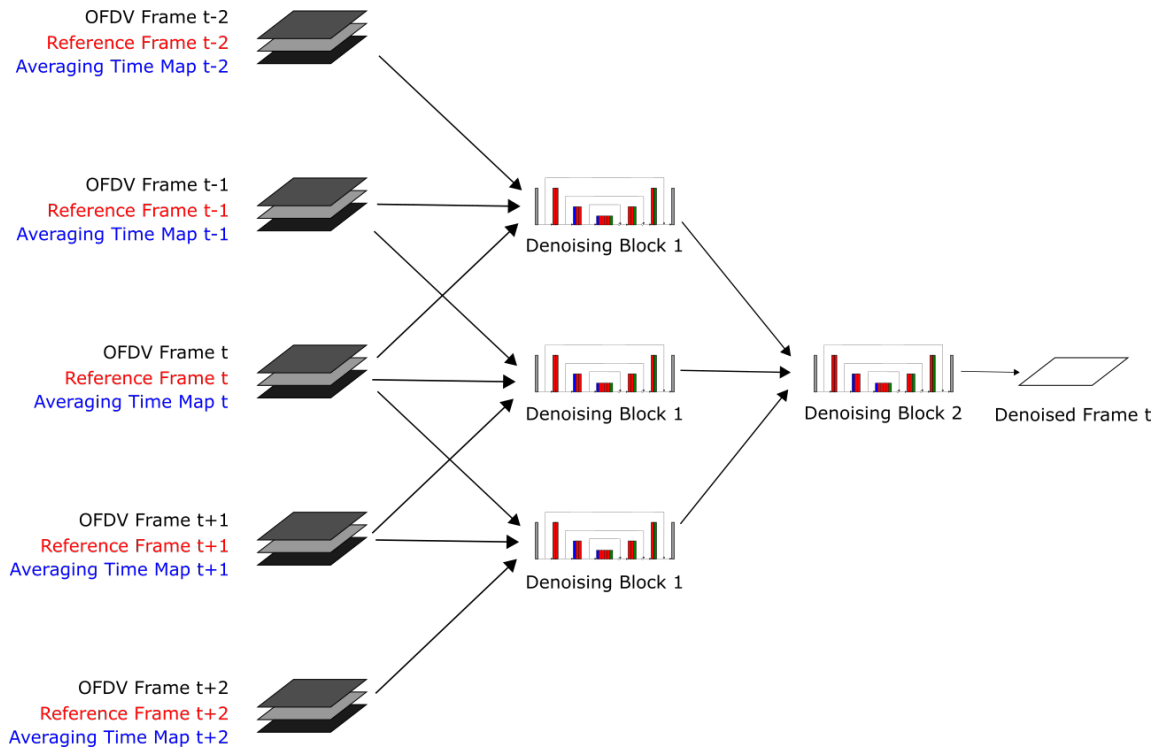 OFDV Frame t-2
Reference Frame t-2
Averaging Time Map t-2
OFDV Frame t-1
Reference Frame t-1
Averaging Time Map t-1
Denoising Block 1
OFDV Frame t
Reference Frame t
Averaging Time Map t
Denoising Block 1
Denoising Block 2
Denoised Frame t
OFDV Frame t+1
Reference Frame t+1
Averaging Time Map t+1
Denoising Block 1
OFDV Frame t+2
Reference Frame t+2
Averaging Time Map t+2